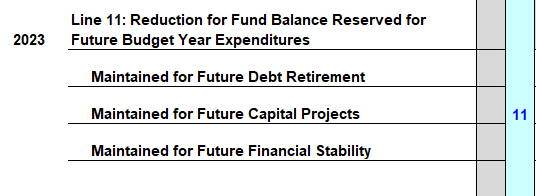 Line 11: Reduction for Fund Balance Reserved for
2023 Future Budget Year Expenditures
Maintained for Future Debt Retirement
Maintained for Future Capital Projects 11
Maintained for Future Financial Stability